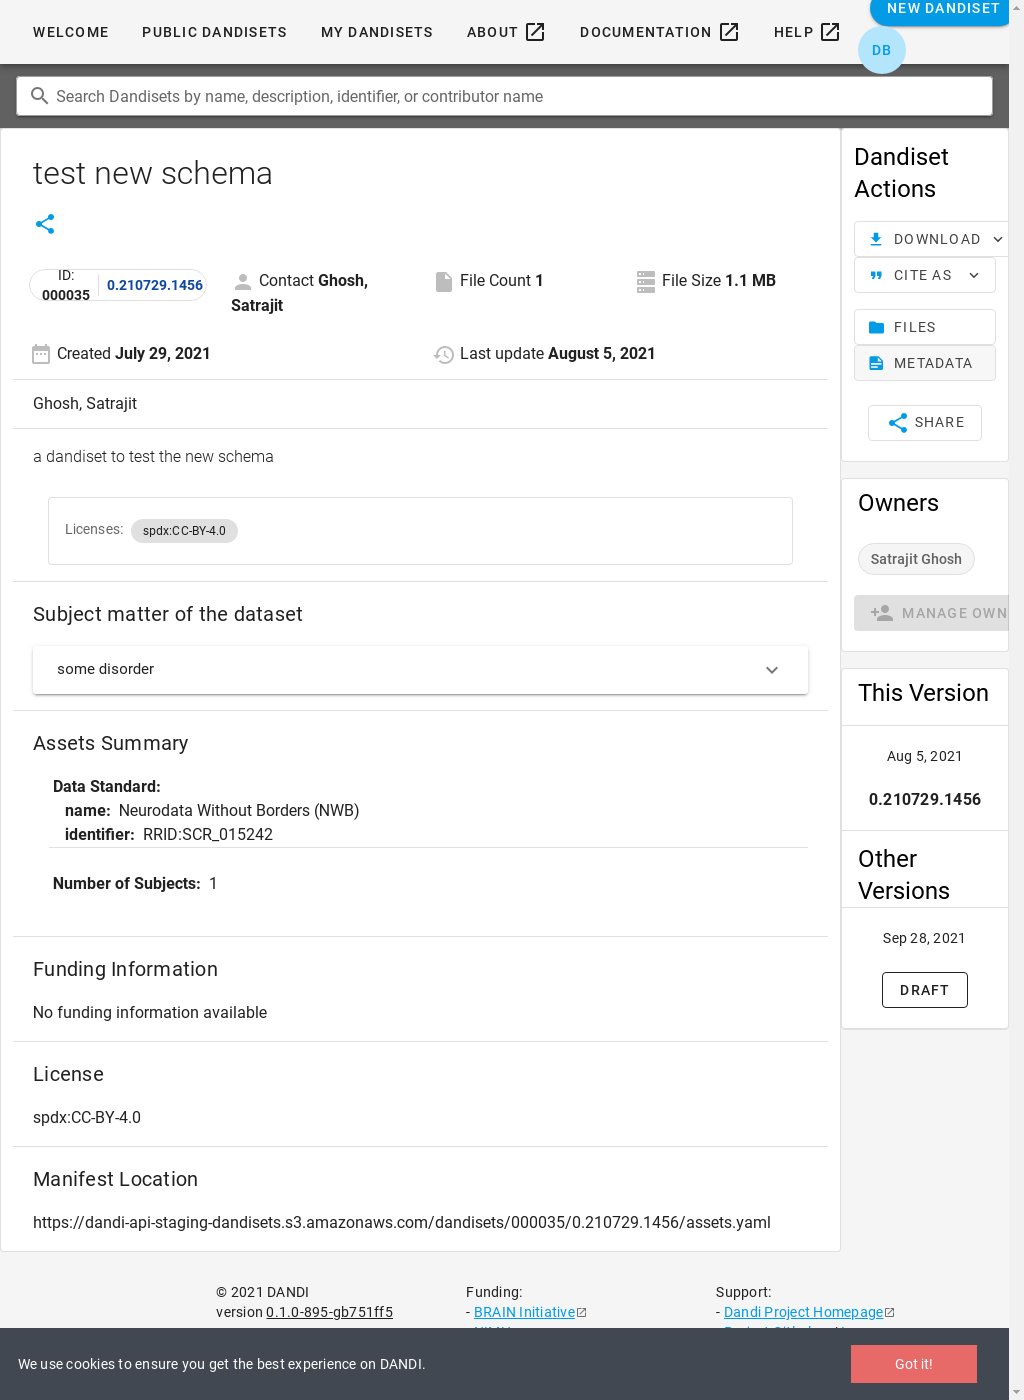 WELCOME
PUBLIC DANDISETS
MY DANDISETS
ABOUT
DOCUMENTATION
HELP
NEW DANDISET
DB
Search Dandisets by name, description, identifier, or contributor name
test new schema
ID: 000035
0.210729.1456
Contact Ghosh, Satrajit
File Count 1
File Size 1.1 MB
Created July 29, 2021
Last update August 5, 2021
Ghosh, Satrajit
a dandiset to test the new schema
Licenses: spdx:CC-BY-4.0
Subject matter of the dataset
some disorder
Assets Summary
Data Standard:
name: Neurodata Without Borders (NWB)
identifier: RRID:SCR_015242
Number of Subjects: 1
Funding Information
No funding information available
License
spdx:CC-BY-4.0
Manifest Location
https://dandi-api-staging-dandisets.s3.amazonaws.com/dandisets/000035/0.210729.1456/assets.yaml
Dandiset
Actions
DOWNLOAD
CITE AS
FILES
METADATA
SHARE
Owners
Satrajit Ghosh
MANAGE OWN
This Version
Aug 5, 2021
0.210729.1456
Other
Versions
Sep 28, 2021
DRAFT
© 2021 DANDI
version 0.1.0-895-gb751ff5
Funding:
- BRAIN Initiative
Support:
- Dandi Project Homepage
We use cookies to ensure you get the best experience on DANDI.
Got it!